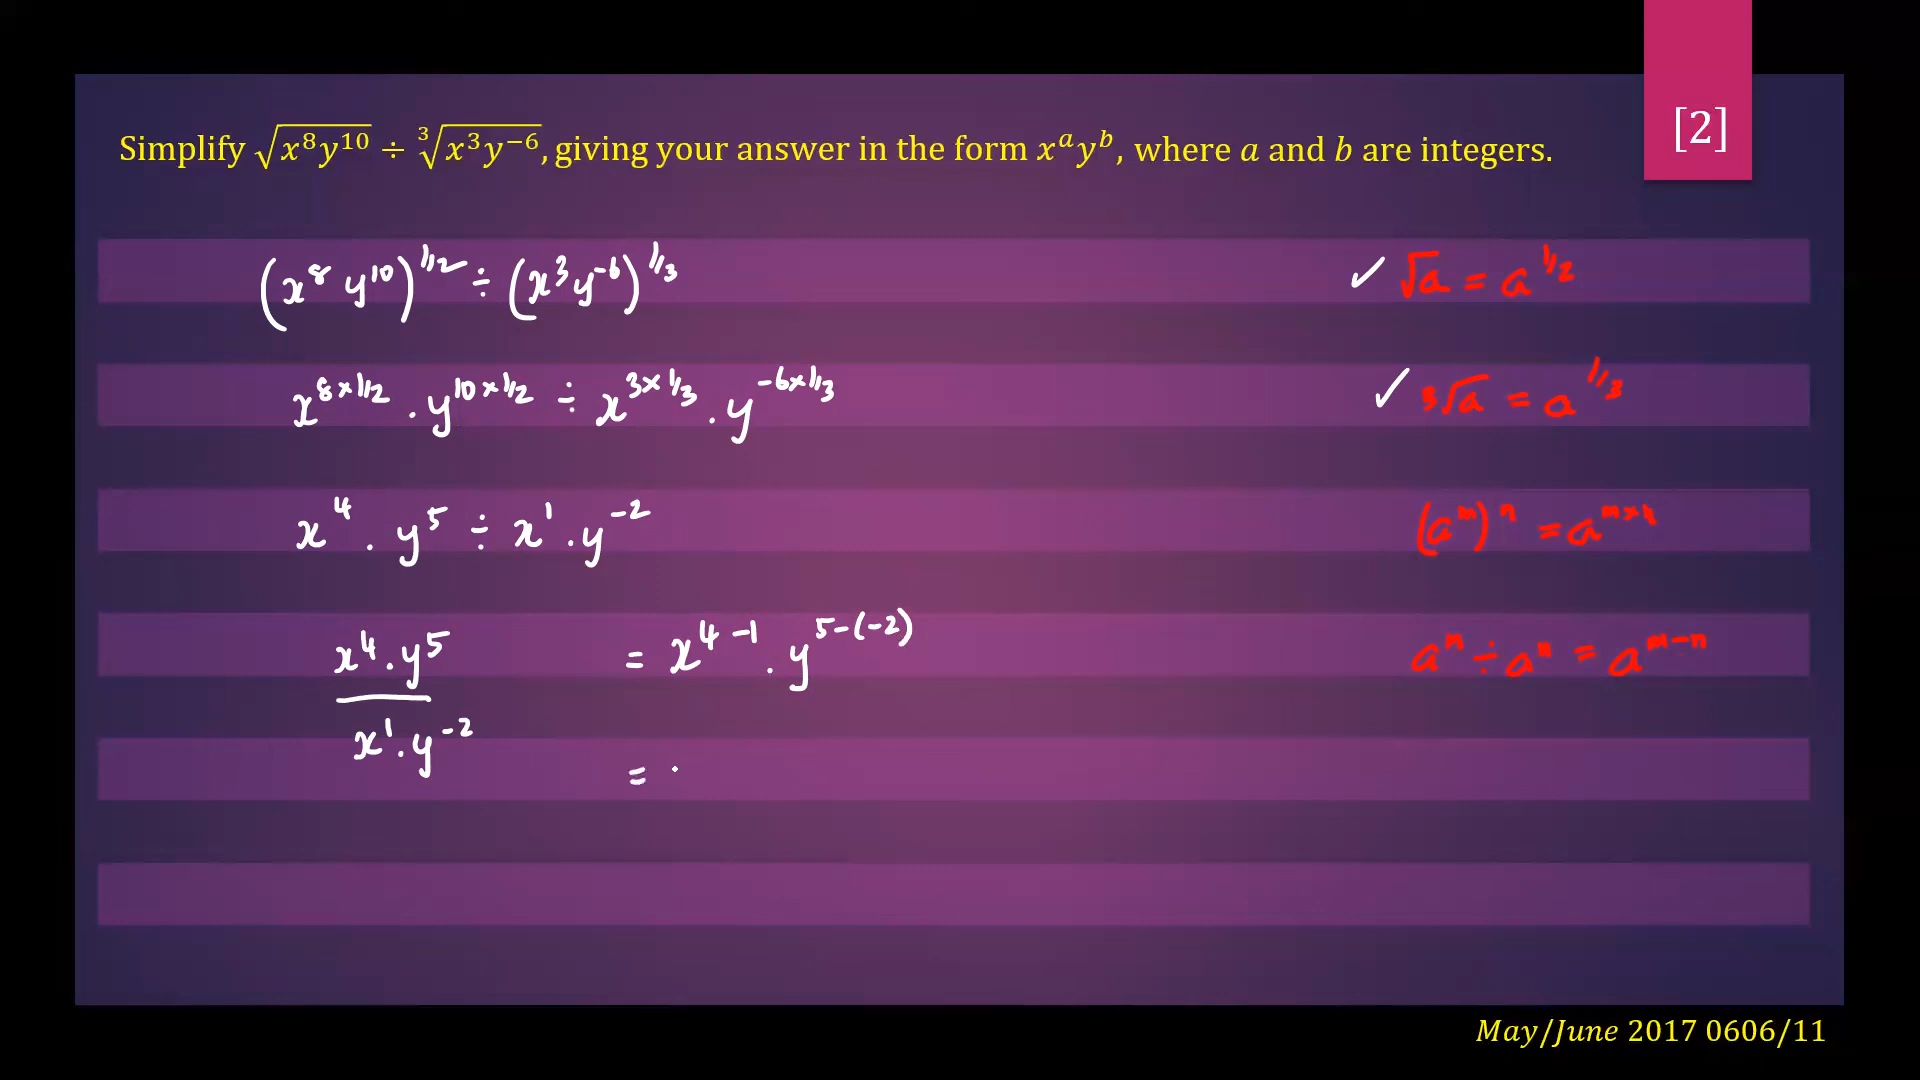 [2]
Simplify √(x⁸y¹⁰) ÷ ³√(x³y⁻⁶), giving your answer in the form xᵃyᵇ, where a and b are integers.
(x⁸ y¹⁰)^(1/2) ÷ (x³y⁻⁶)^(1/3)
✓ √a = a^(1/2)
x^(8×1/2) . y^(10×1/2) ÷ x^(3×1/3) . y^(-6×1/3)
✓ ³√a = a^(1/3)
x⁴ . y⁵ ÷ x¹ . y⁻²
(aᵐ)ⁿ = a^(m×n)
x⁴ . y⁵ / x¹ . y⁻² = x^(4-1) . y^(5-(-2))
aᵐ ÷ aⁿ = a^(m-n)
=
May/June 2017 0606/11